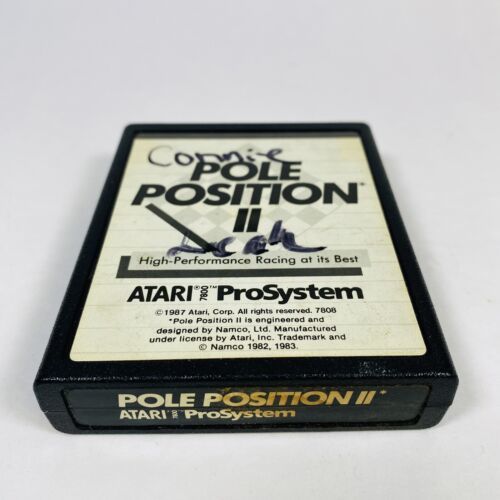 Connie
POLE
POSITION*
II
High-Performance Racing at its Best
ATARI® 7800™ ProSystem
©1987 Atari, Corp. All rights reserved. 7808
*Pole Position II is engineered and
designed by Namco, Ltd. Manufactured
under license by Atari, Inc. Trademark and
© Namco 1982, 1983.
POLE POSITION II*
ATARI® 7800™ ProSystem